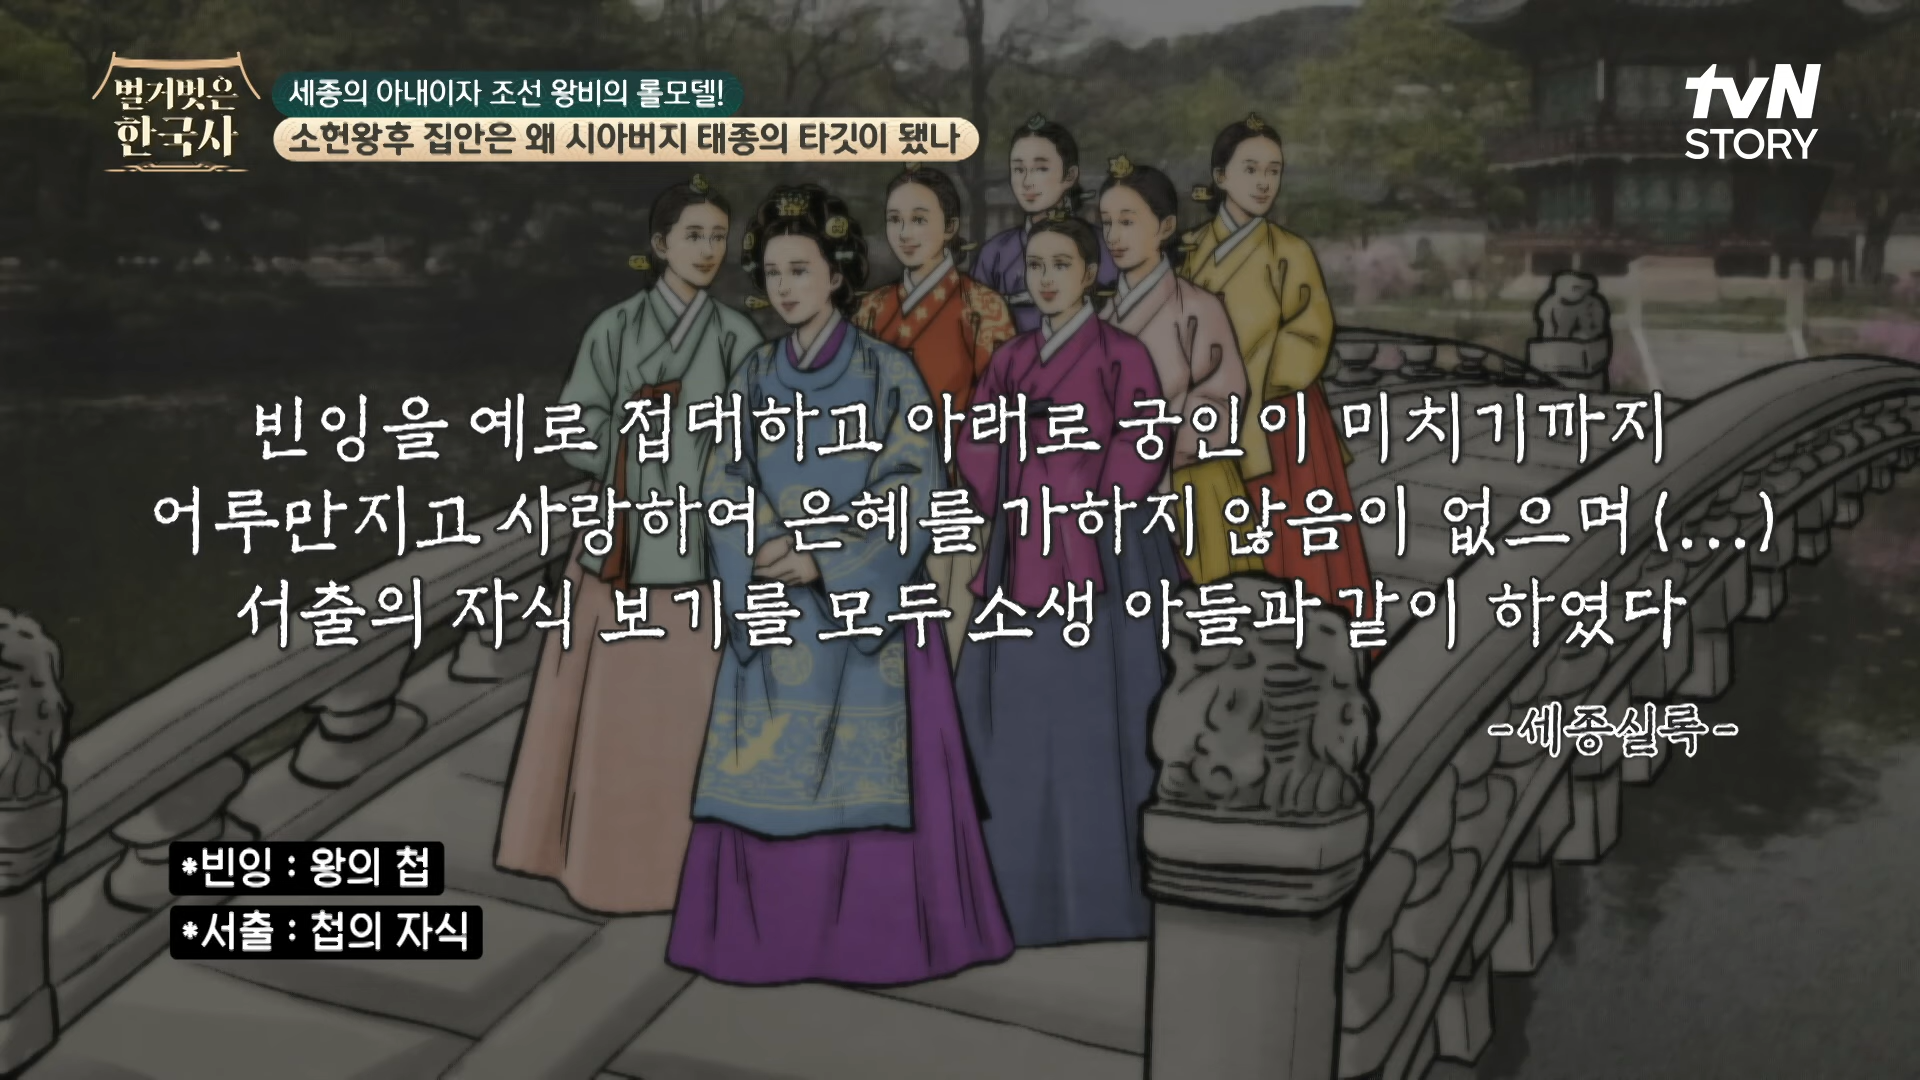 벌거벗은
한국사
세종의 아내이자 조선 왕비의 롤모델!
소헌왕후 집안은 왜 시아버지 태종의 타깃이 됐나
tvN
STORY
빈잉을 예로 접대하고 아래로 궁인이 미치기까지
어루만지고 사랑하여 은혜를 가하지 않음이 없으며(...)
서출의 자식 보기를 모두 소생 아들과 같이 하였다
-세종실록-
*빈잉 : 왕의 첩
*서출 : 첩의 자식